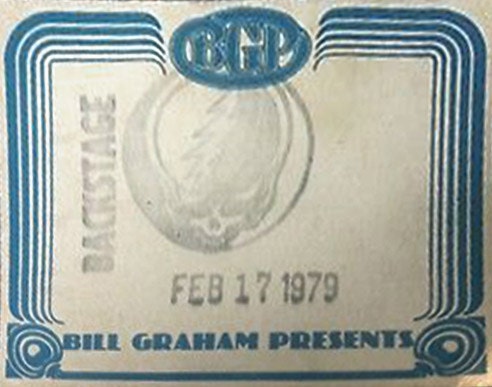 BGP
BACKSTAGE
FEB 17 1979
BILL GRAHAM PRESENTS